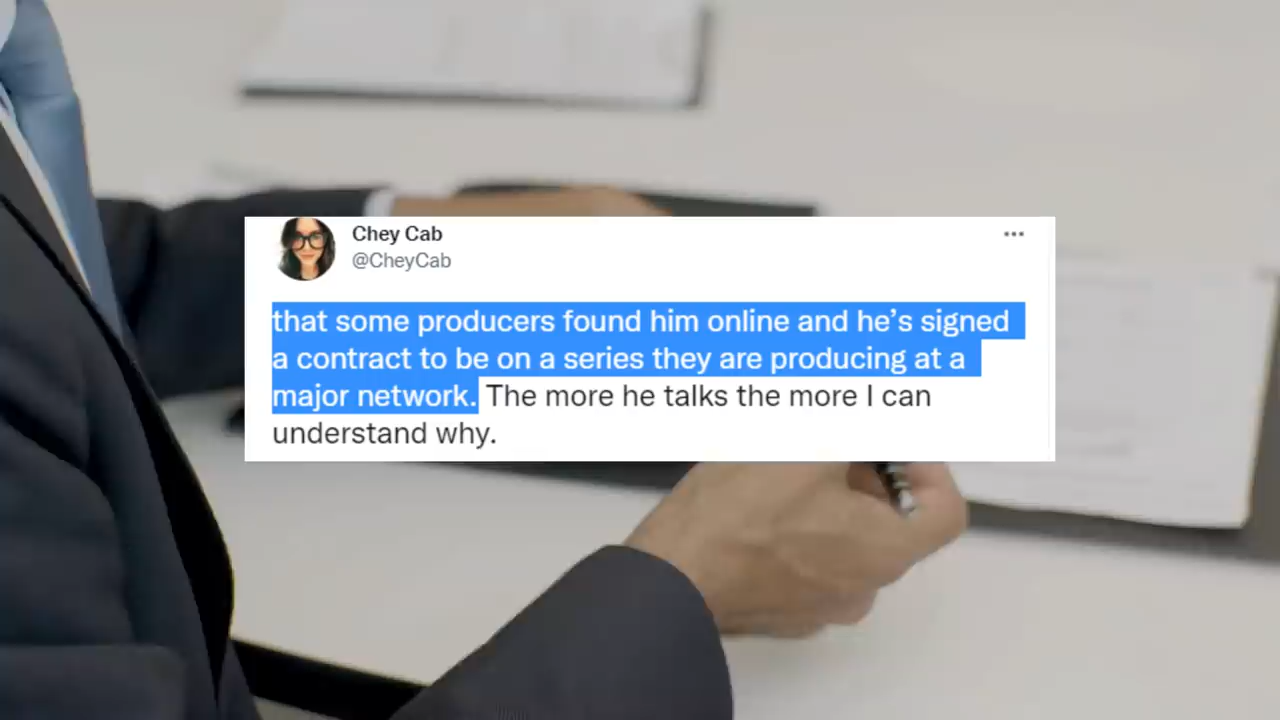 Chey Cab
@CheyCab
that some producers found him online and he’s signed
a contract to be on a series they are producing at a
major network. The more he talks the more I can
understand why.